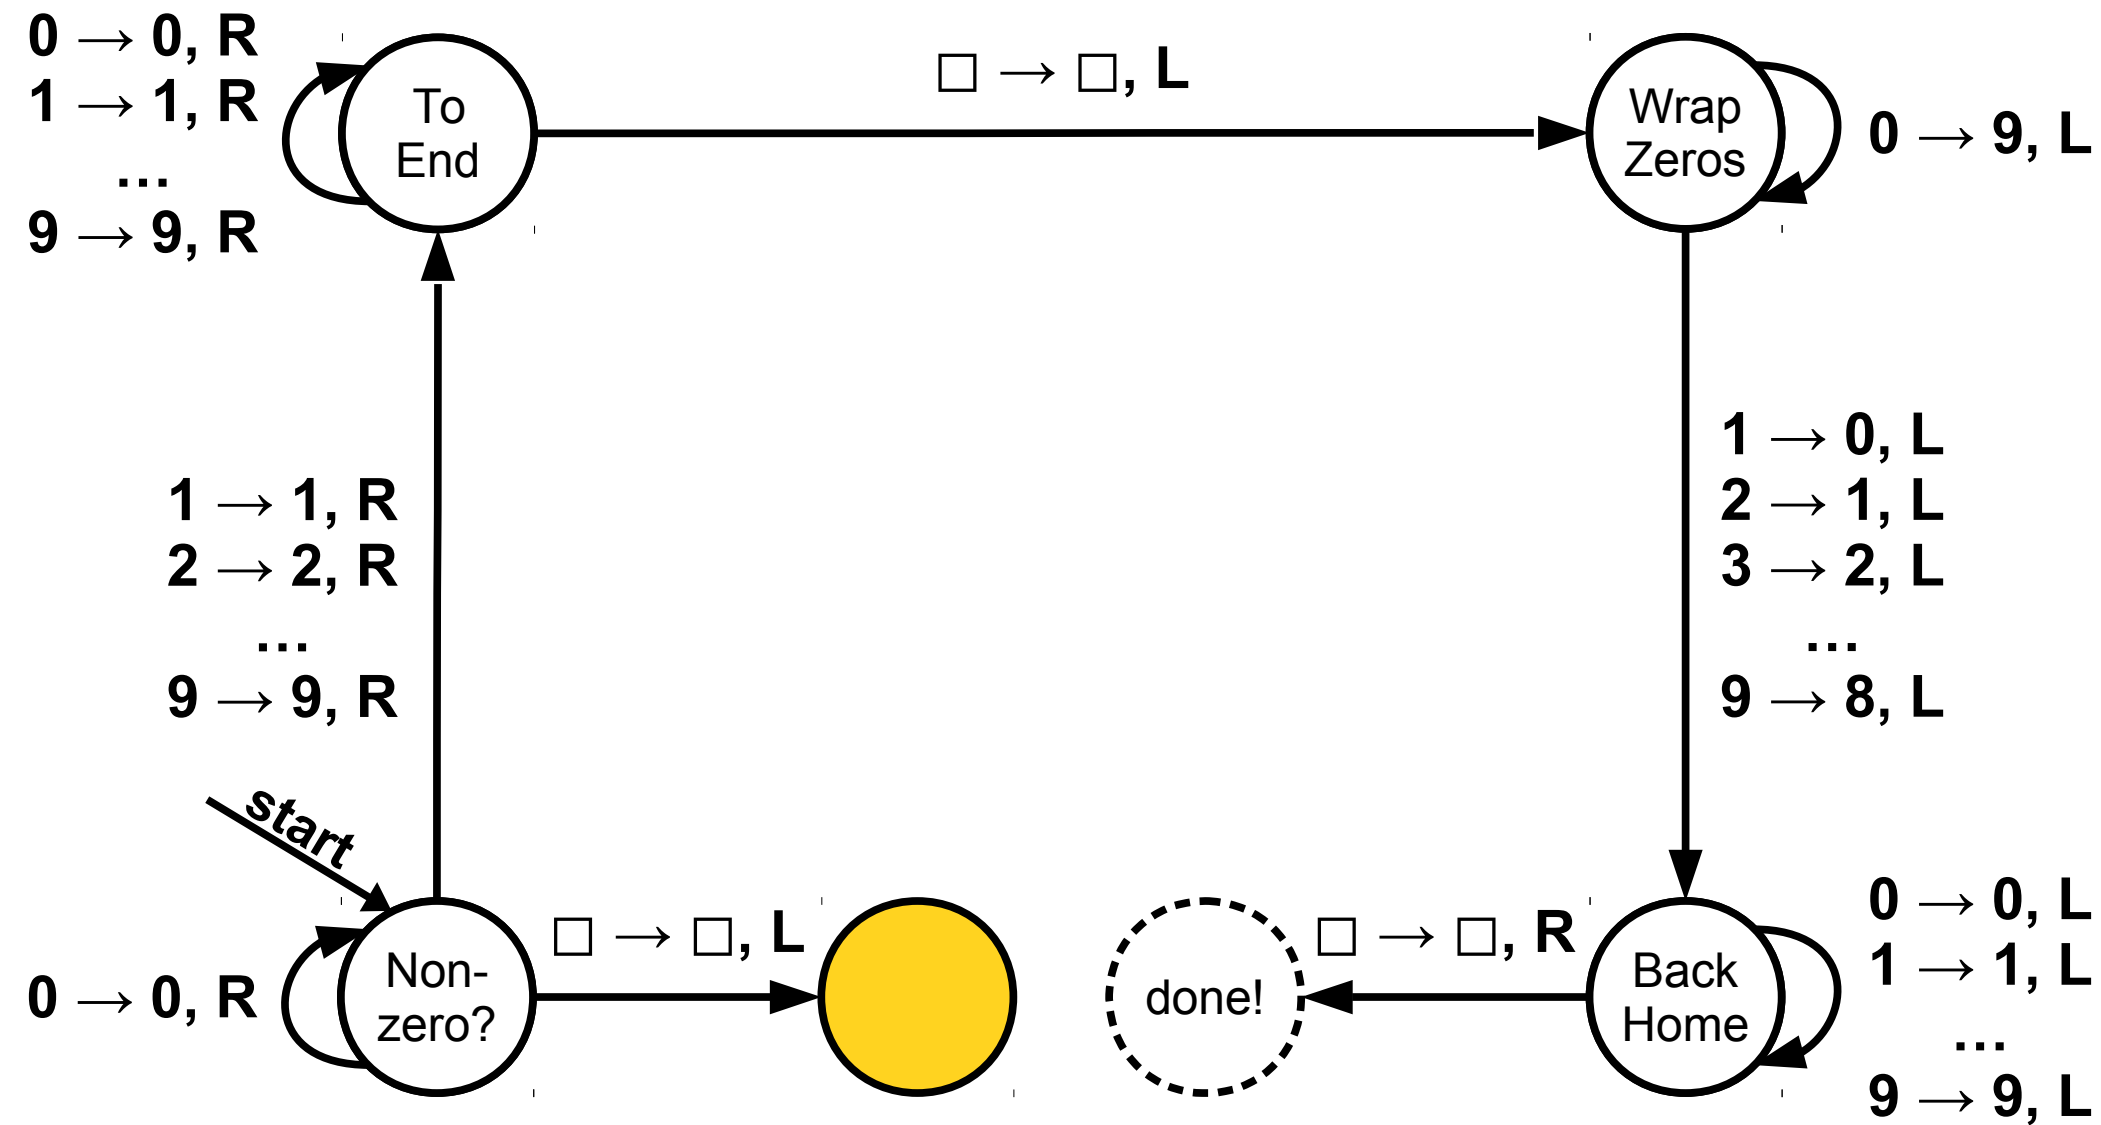 0 → 0, R
1 → 1, R
…
9 → 9, R
To
End
□ → □, L
Wrap
Zeros
0 → 9, L
1 → 1, R
2 → 2, R
…
9 → 9, R
1 → 0, L
2 → 1, L
3 → 2, L
…
9 → 8, L
start
0 → 0, R
Non-
zero?
□ → □, L
done!
□ → □, R
Back
Home
0 → 0, L
1 → 1, L
…
9 → 9, L